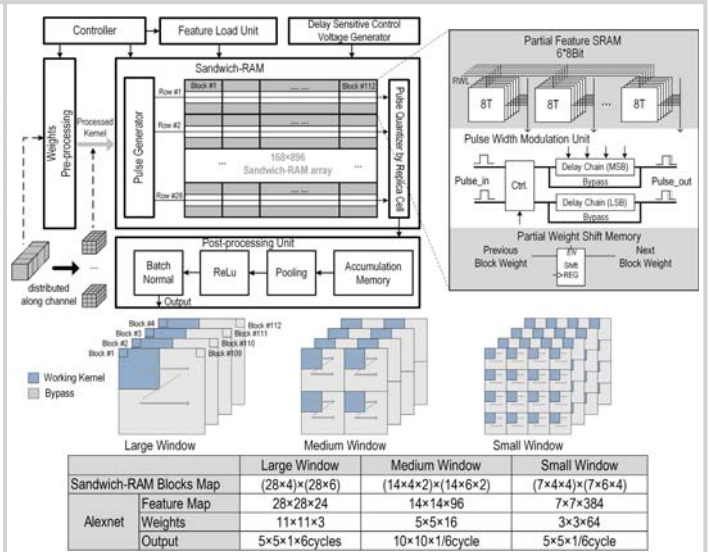 Controller
Feature Load Unit
Delay Sensitive Control
Voltage Generator
Weights
Pre-processing
Processed
Kernel
Sandwich-RAM
Pulse Generator
Block #1
... ...
Block #112
Row #1
Row #2
...
168×896
Sandwich-RAM array
...
Row #28
... ...
Pulse Quantizer by Replica Cell
Partial Feature SRAM
6*8Bit
RWL
8T
8T
...
8T
Pulse Width Modulation Unit
Pulse_in
Ctrl.
Delay Chain (MSB)
Bypass
Pulse_out
Delay Chain (LSB)
Bypass
Partial Weight Shift Memory
Previous
Block Weight
EN
Shift
REG
Next
Block Weight
distributed
along channel
...
Post-processing Unit
Batch
Normal
ReLu
Pooling
Accumulation
Memory
Output
Block #4
Block #3
Block #2
Block #1
Block #112
Block #111
Block #110
Block #109
Working Kernel
Bypass
Large Window
Medium Window
Small Window
Large Window Medium Window Small Window
Sandwich-RAM Blocks Map (28×4)×(28×6) (14×4×2)×(14×6×2) (7×4×4)×(7×6×4)
Alexnet
Feature Map 28×28×24 14×14×96 7×7×384
Weights 11×11×3 5×5×16 3×3×64
Output 5×5×1×6cycles 10×10×1/6cycle 5×5×1/6cycle